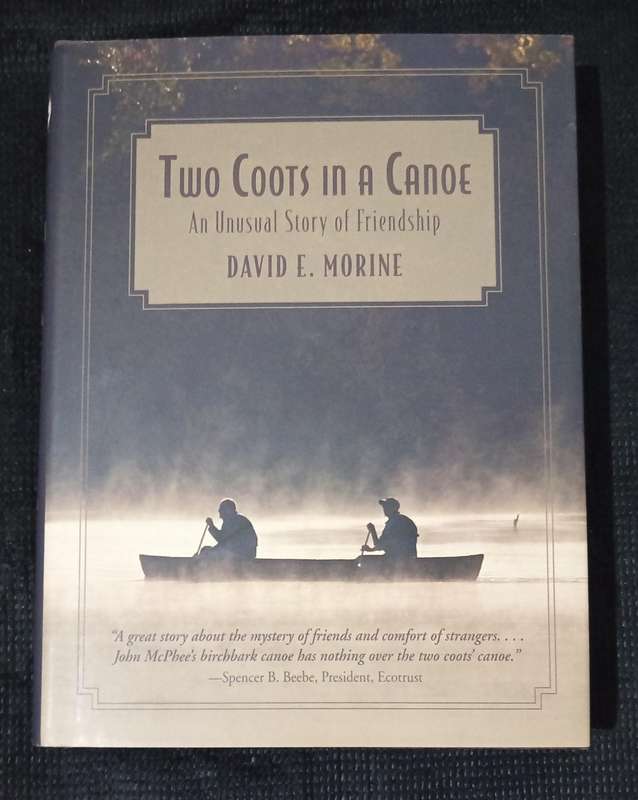 Two Coots in a Canoe
An Unusual Story of Friendship
DAVID E. MORINE
“A great story about the mystery of friends and comfort of strangers. . . .
John McPhee’s birchbark canoe has nothing over the two coots’ canoe.”
—Spencer B. Beebe, President, Ecotrust